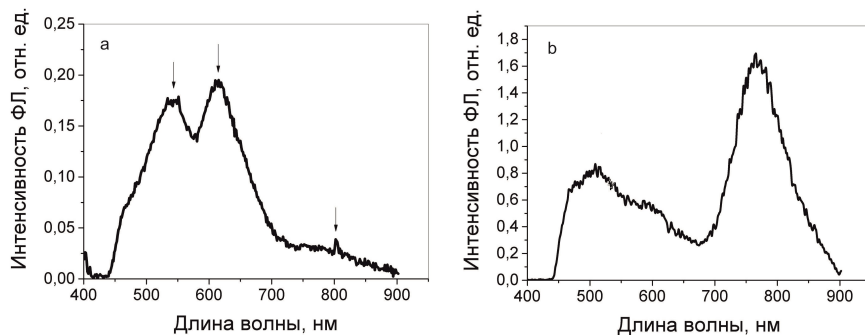 a
Интенсивность ФЛ, отн. ед.
0,25
0,20
0,15
0,10
0,05
0,00
400 500 600 700 800 900
Длина волны, нм
b
Интенсивность ФЛ, отн. ед.
1,8
1,6
1,4
1,2
1,0
0,8
0,6
0,4
0,2
0,0
400 500 600 700 800 900
Длина волны, нм